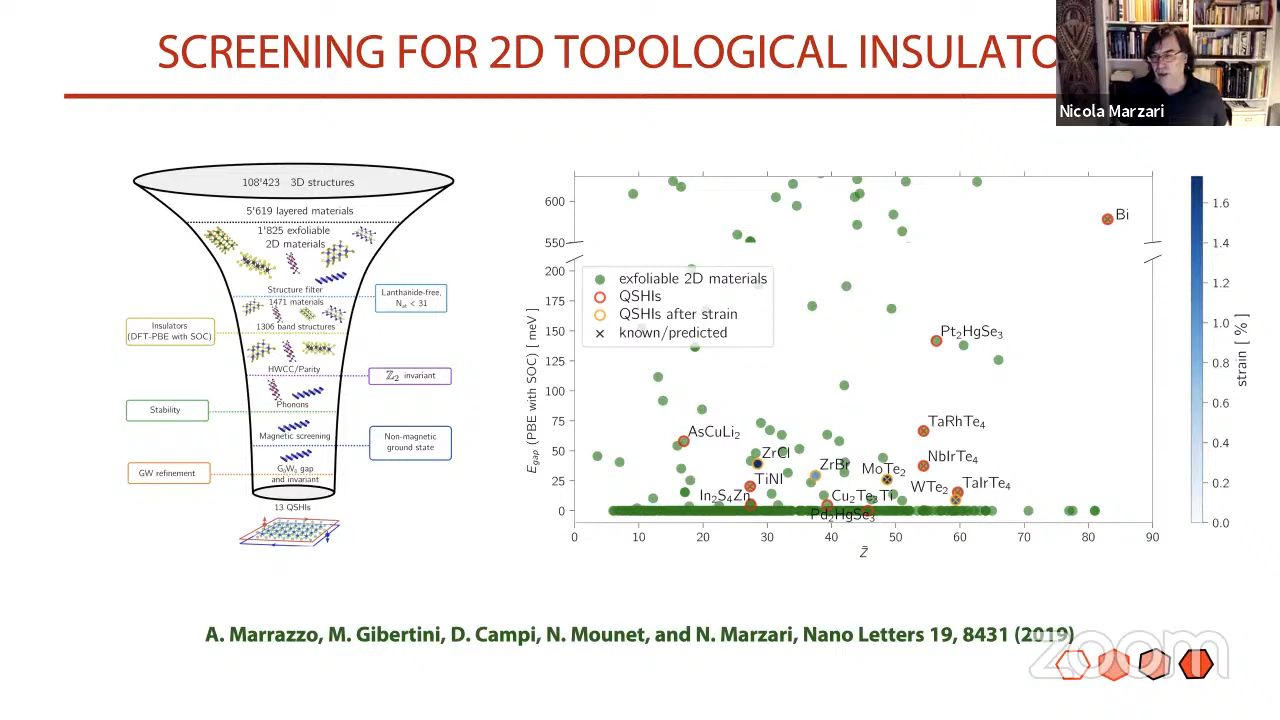 SCREENING FOR 2D TOPOLOGICAL INSULATO
Nicola Marzari
108'423 3D structures
5'619 layered materials
1'825 exfoliable
2D materials
Structure filter
Lanthanide-free,
Nat < 31
1471 materials
1306 band structures
Insulators
(DFT-PBE with SOC)
HWCC/Parity
ℤ2 invariant
Phonons
Stability
Magnetic screening
Non-magnetic
ground state
GW refinement
G0W0 gap
and invariant
13 QSHIs
Egap (PBE with SOC) [ meV ]
600
550
200
175
150
125
100
75
50
25
0
exfoliable 2D materials
QSHIs
QSHIs after strain
known/predicted
Bi
Pt2HgSe3
TaRhTe4
AsCuLi2
ZrCl
ZrBr
MoTe2
NbIrTe4
TiNI
WTe2
TaIrTe4
In2S4Zn
Cu2Te2Tl
Pd2HgSe3
0 10 20 30 40 50 60 70 80 90
Z̄
1.6
1.4
1.2
1.0
0.8
0.6
0.4
0.2
0.0
strain [ % ]
A. Marrazzo, M. Gibertini, D. Campi, N. Mounet, and N. Marzari, Nano Letters 19, 8431 (2019)
zoom